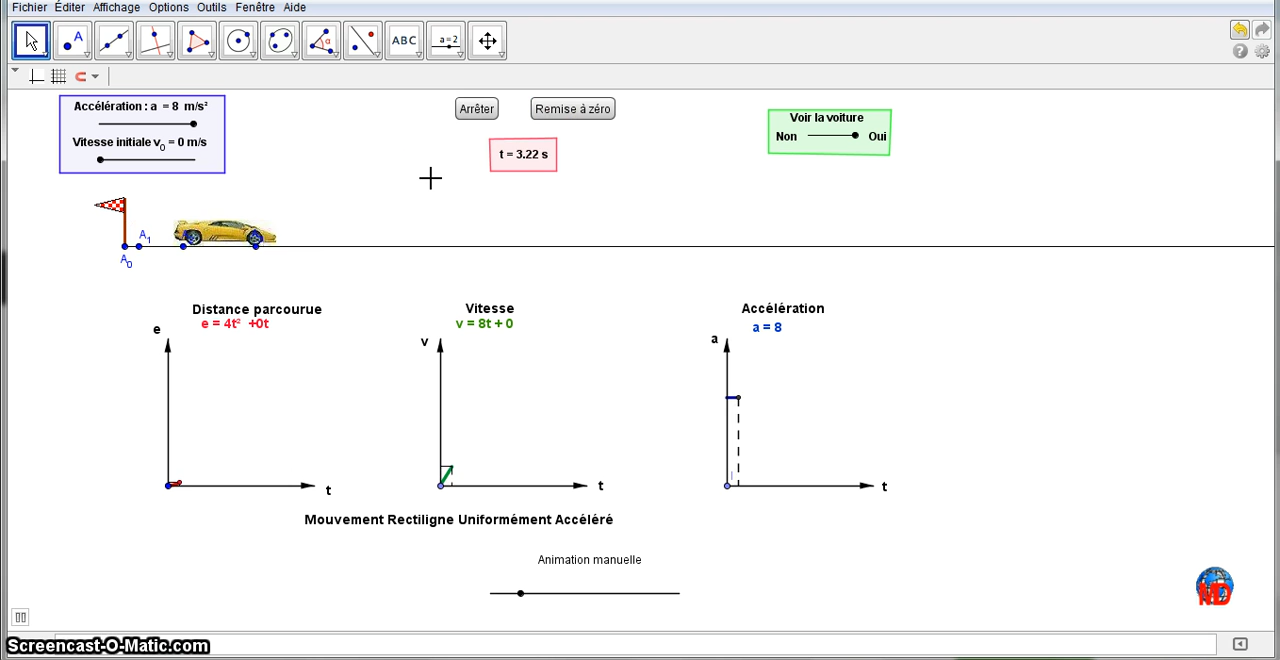 Fichier Éditer Affichage Options Outils Fenêtre Aide
A
ABC
a=2
Accélération : a = 8 m/s²
Vitesse initiale v₀ = 0 m/s
Arrêter
Remise à zéro
t = 3.22 s
Voir la voiture
Non Oui
A₁
A₀
Distance parcourue
e = 4t² +0t
e
t
Vitesse
v = 8t + 0
v
t
Accélération
a = 8
a
t
Mouvement Rectiligne Uniformément Accéléré
Animation manuelle
MD
Screencast-O-Matic.com